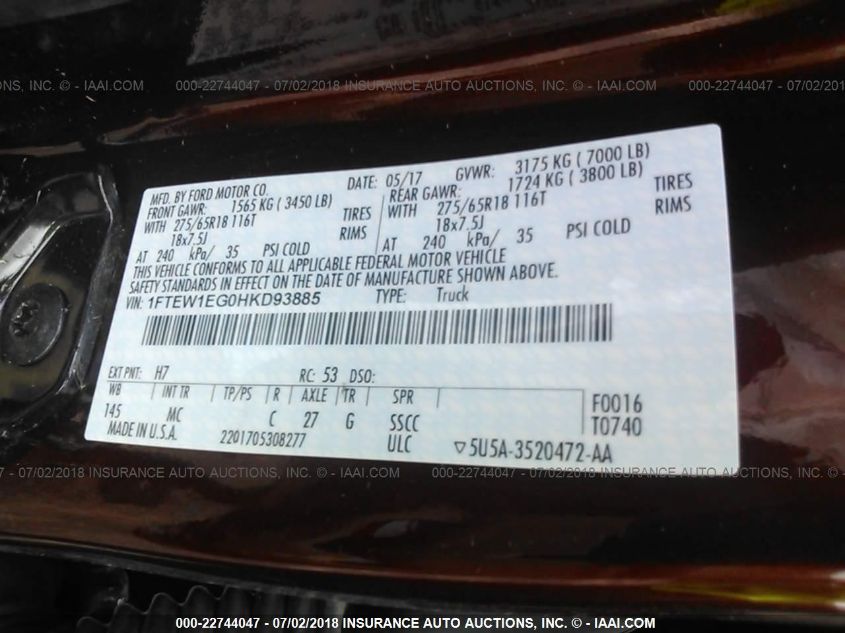 000-22744047 - 07/02/2018 INSURANCE AUTO AUCTIONS, INC. © - IAAI.COM
MFD. BY FORD MOTOR CO. DATE: 05/17 GVWR: 3175 KG ( 7000 LB)
FRONT GAWR: 1565 KG ( 3450 LB) REAR GAWR: 1724 KG ( 3800 LB)
WITH 275/65R18 116T TIRES WITH 275/65R18 116T TIRES
18x7.5J RIMS 18x7.5J RIMS
AT 240 kPa/ 35 PSI COLD AT 240 kPa/ 35 PSI COLD
THIS VEHICLE CONFORMS TO ALL APPLICABLE FEDERAL MOTOR VEHICLE
SAFETY STANDARDS IN EFFECT ON THE DATE OF MANUFACTURE SHOWN ABOVE.
VIN: 1FTEW1EG0HKD93885 TYPE: Truck
EXT PNT: H7 RC: 53 DSO:
WB INT TR TP/PS R AXLE TR SPR
145 MC C 27 G SSCC F0016
MADE IN U.S.A. 2201705308277 ULC T0740
▽5U5A-3520472-AA
000-22744047 - 07/02/2018 INSURANCE AUTO AUCTIONS, INC. © - IAAI.COM
000-22744047 - 07/02/2018 INSURANCE AUTO AUCTIONS, INC. © - IAAI.COM